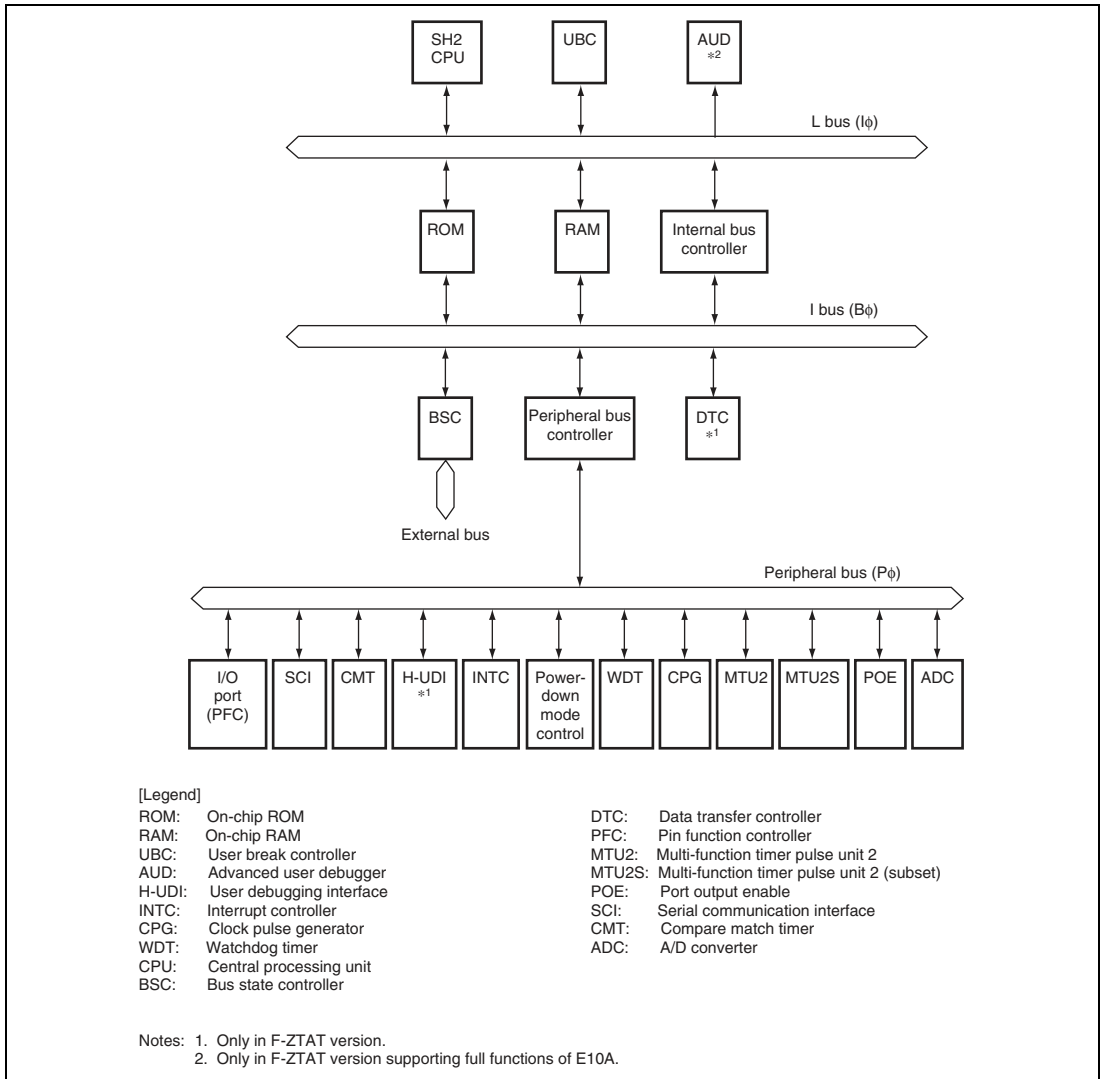 SH2
CPU
UBC
AUD
*2
L bus (Iϕ)
ROM
RAM
Internal bus
controller
I bus (Bϕ)
BSC
Peripheral bus
controller
DTC
*1
External bus
Peripheral bus (Pϕ)
I/O
port
(PFC)
SCI
CMT
H-UDI
*1
INTC
Power-
down
mode
control
WDT
CPG
MTU2
MTU2S
POE
ADC
[Legend]
ROM: On-chip ROM
RAM: On-chip RAM
UBC: User break controller
AUD: Advanced user debugger
H-UDI: User debugging interface
INTC: Interrupt controller
CPG: Clock pulse generator
WDT: Watchdog timer
CPU: Central processing unit
BSC: Bus state controller
DTC: Data transfer controller
PFC: Pin function controller
MTU2: Multi-function timer pulse unit 2
MTU2S: Multi-function timer pulse unit 2 (subset)
POE: Port output enable
SCI: Serial communication interface
CMT: Compare match timer
ADC: A/D converter
Notes: 1. Only in F-ZTAT version.
2. Only in F-ZTAT version supporting full functions of E10A.